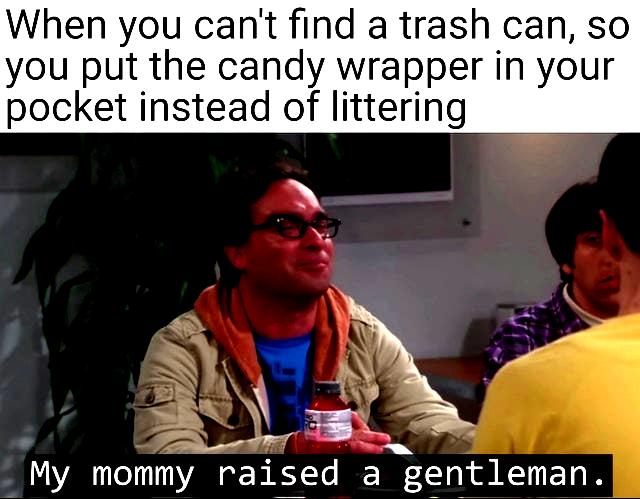 When you can't find a trash can, so
you put the candy wrapper in your
pocket instead of littering
My mommy raised a gentleman.